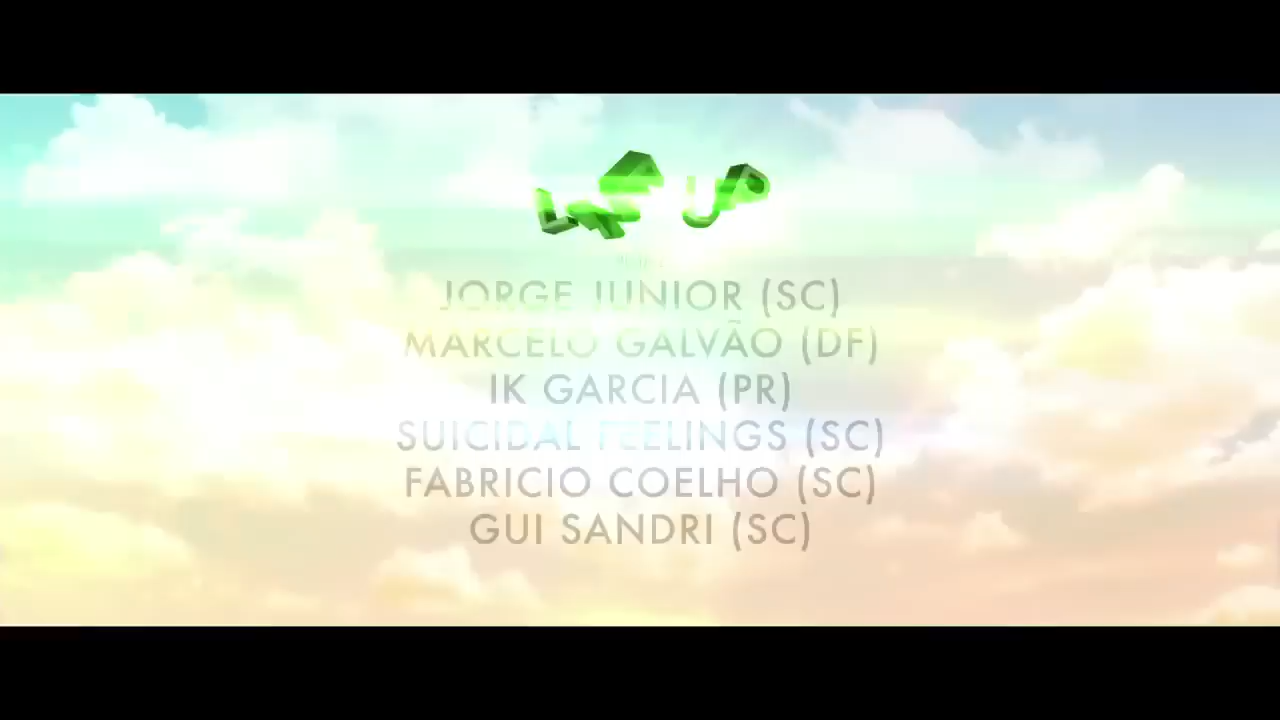 JORGE JUNIOR (SC)
MARCELO GALVÃO (DF)
IK GARCIA (PR)
SUICIDAL FEELINGS (SC)
FABRICIO COELHO (SC)
GUI SANDRI (SC)